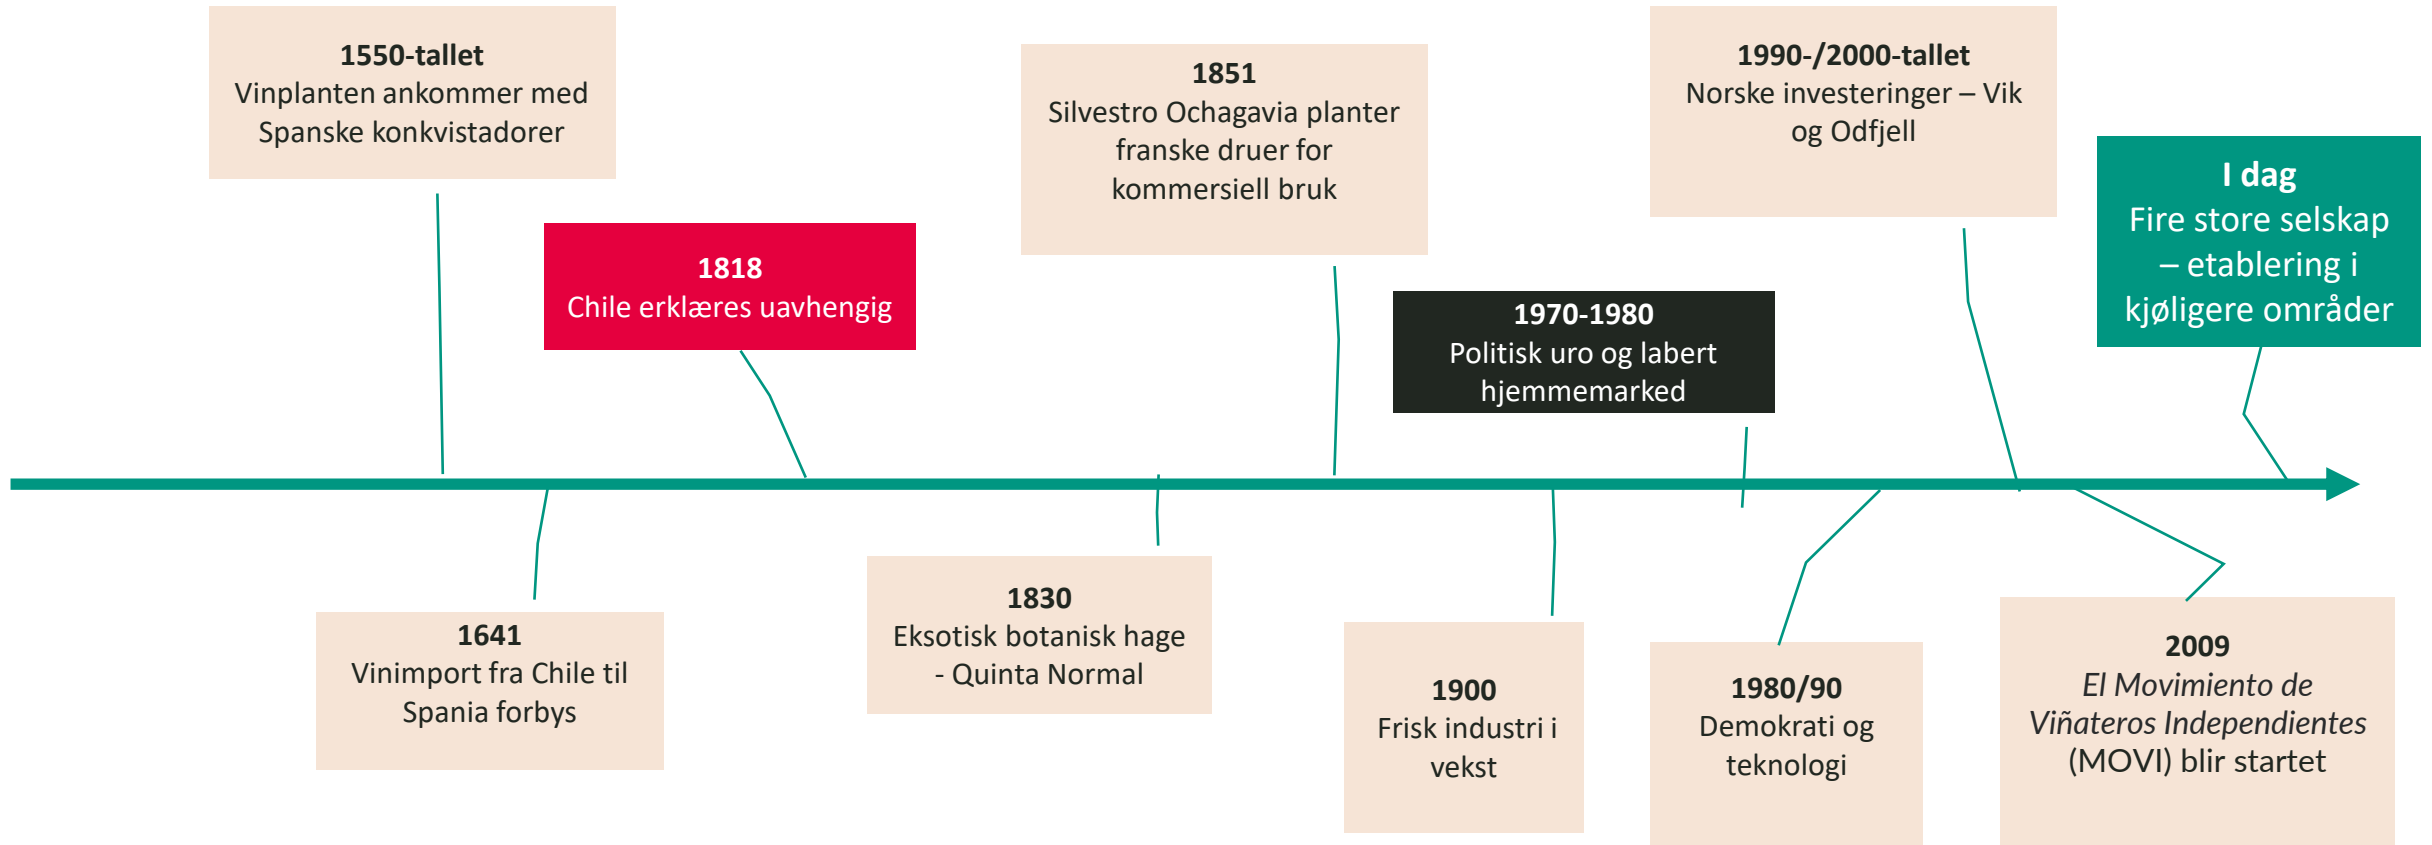 1550-tallet
Vinplanten ankommer med
Spanske konkvistadorer
1641
Vinimport fra Chile til
Spania forbys
1818
Chile erklæres uavhengig
1830
Eksotisk botanisk hage
- Quinta Normal
1851
Silvestro Ochagavia planter
franske druer for
kommersiell bruk
1900
Frisk industri i
vekst
1970-1980
Politisk uro og labert
hjemmemarked
1980/90
Demokrati og
teknologi
1990-/2000-tallet
Norske investeringer – Vik
og Odfjell
2009
El Movimiento de
Viñateros Independientes
(MOVI) blir startet
I dag
Fire store selskap
– etablering i
kjøligere områder